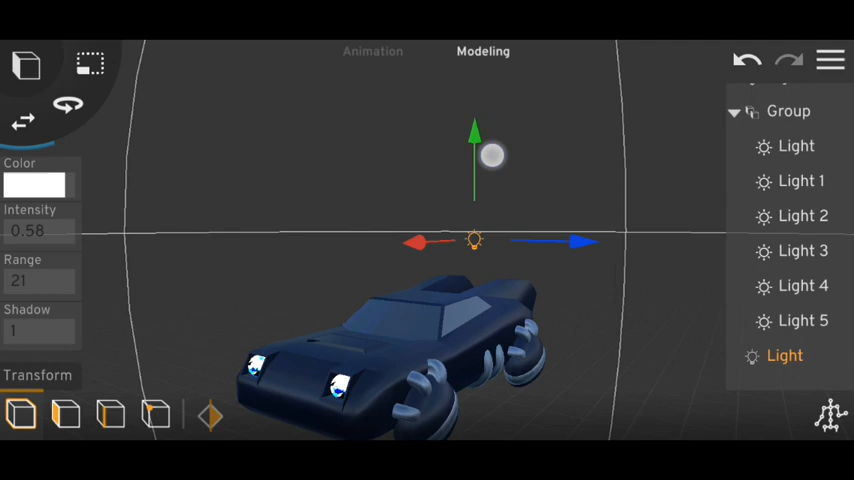 Animation
Modeling
Group
Light
Light 1
Light 2
Light 3
Light 4
Light 5
Light
Color
Intensity
0.58
Range
21
Shadow
1
Transform